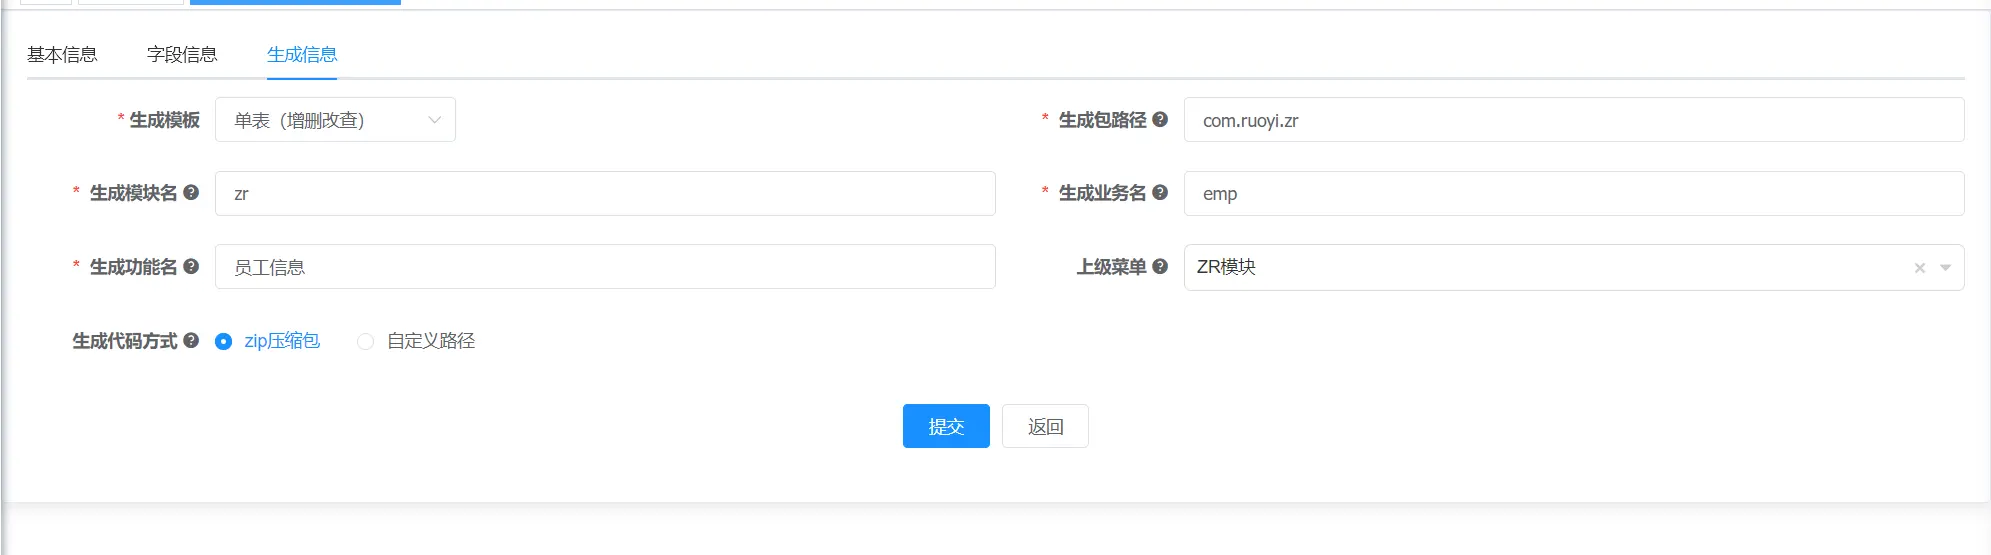 基本信息 字段信息 生成信息
* 生成模板 单表（增删改查） * 生成包路径 com.ruoyi.zr
* 生成模块名 zr * 生成业务名 emp
* 生成功能名 员工信息 上级菜单 ZR模块
生成代码方式 zip压缩包 自定义路径
提交 返回